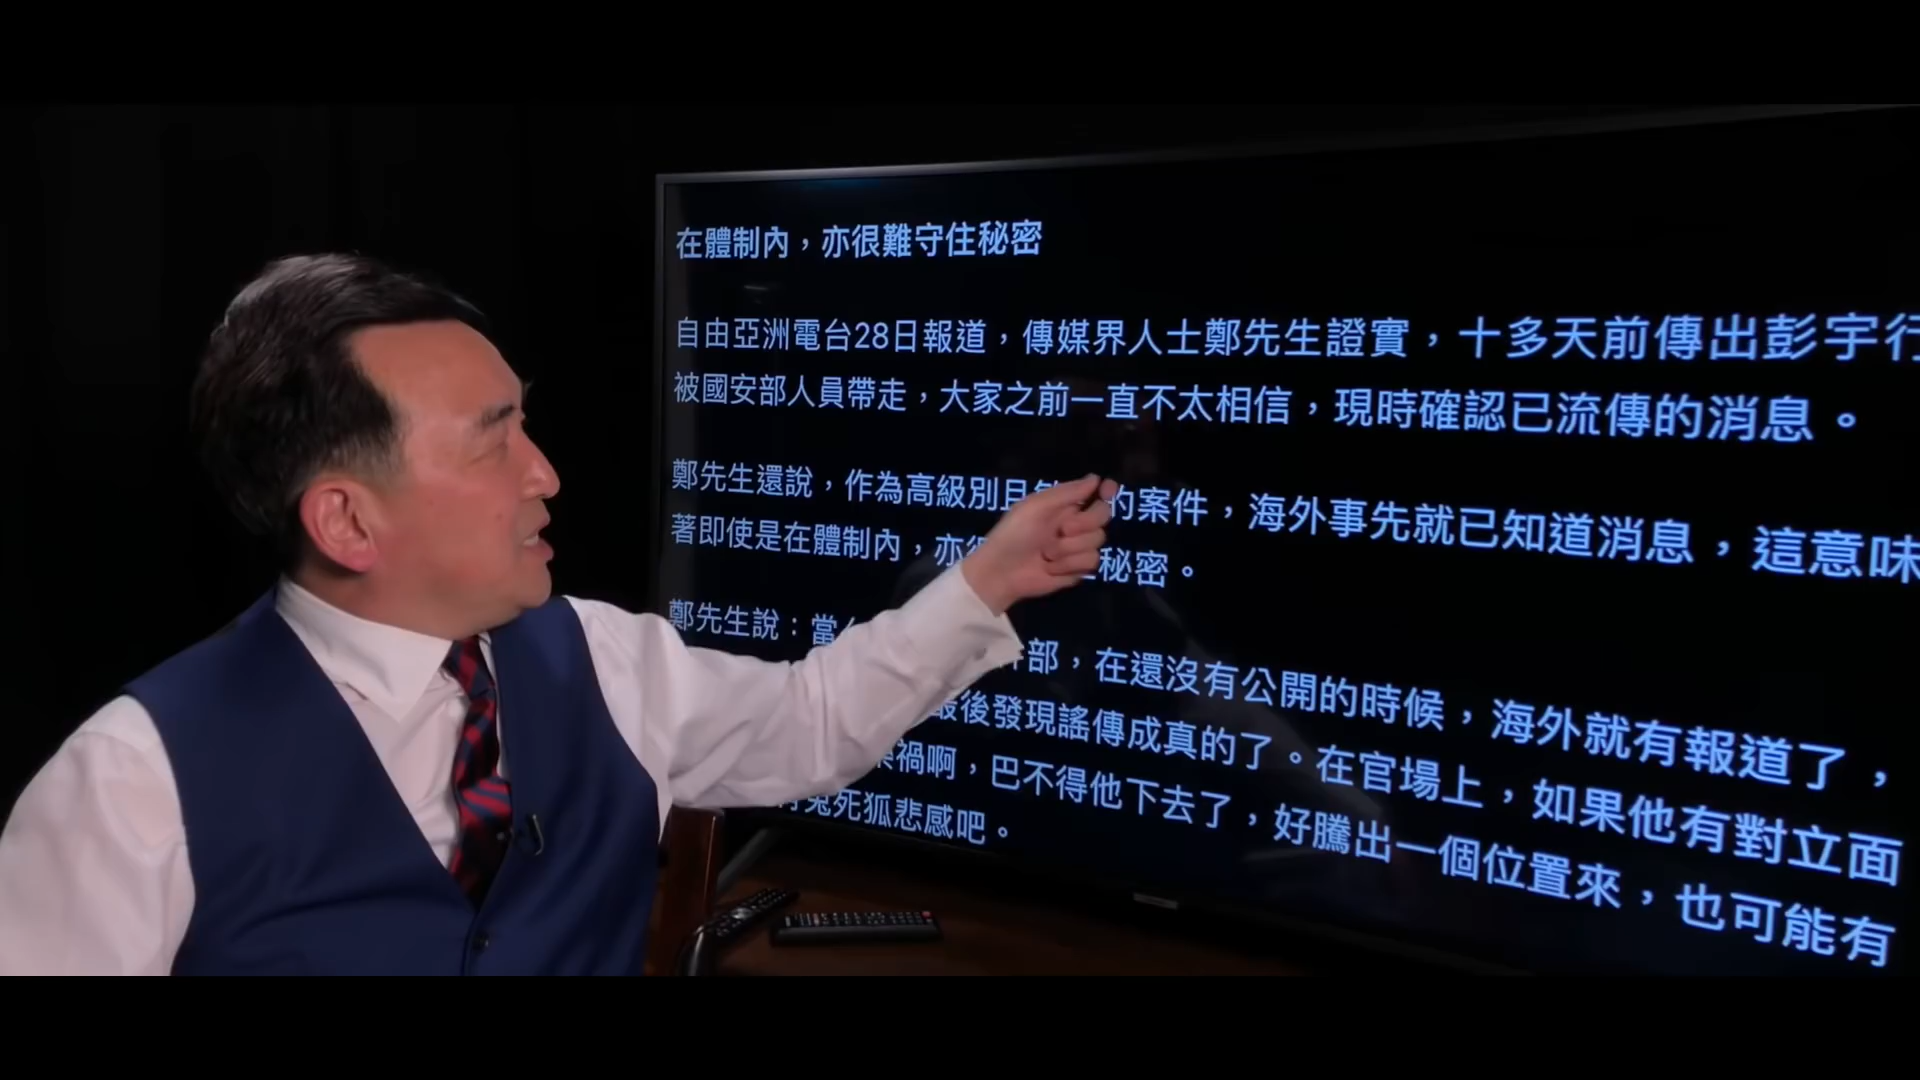 在體制內，亦很難守住秘密
自由亞洲電台28日報道，傳媒界人士鄭先生證實，十多天前傳出彭宇行
被國安部人員帶走，大家之前一直不太相信，現時確認已流傳的消息。
鄭先生還說，作為高級別且的案件，海外事先就已知道消息，這意味
著即使是在體制內，亦秘密。
鄭先生說：當部，在還沒有公開的時候，海外就有報道了，
最後發現謠傳成真的了。在官場上，如果他有對立面
禍啊，巴不得他下去了，好騰出一個位置來，也可能有
兔死狐悲感吧。